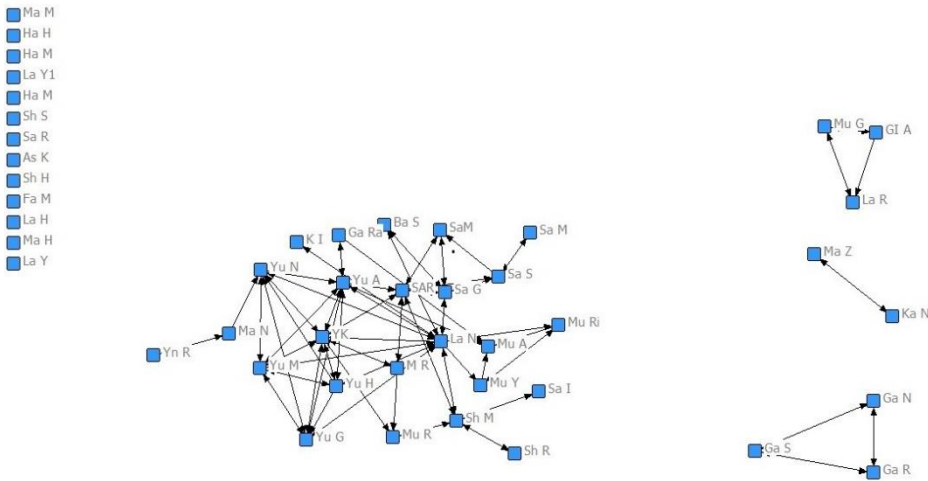 Ma M
Ha H
Ha M
La Y1
Ha M
Sh S
Sa R
As K
Sh H
Fa M
La H
Ma H
La Y
Mu G
GI A
La R
Ba S
SaM
Sa M
Ga Ra
K I
Ma Z
Yu N
Yu A
Sa S
SAR
Sa G
Ka N
Mu Ri
Ma N
YK
La N
Mu A
Yn R
Yu M
M R
Yu H
Mu Y
Sa I
Ga N
Sh M
Yu G
Mu R
Sh R
Ga S
Ga R